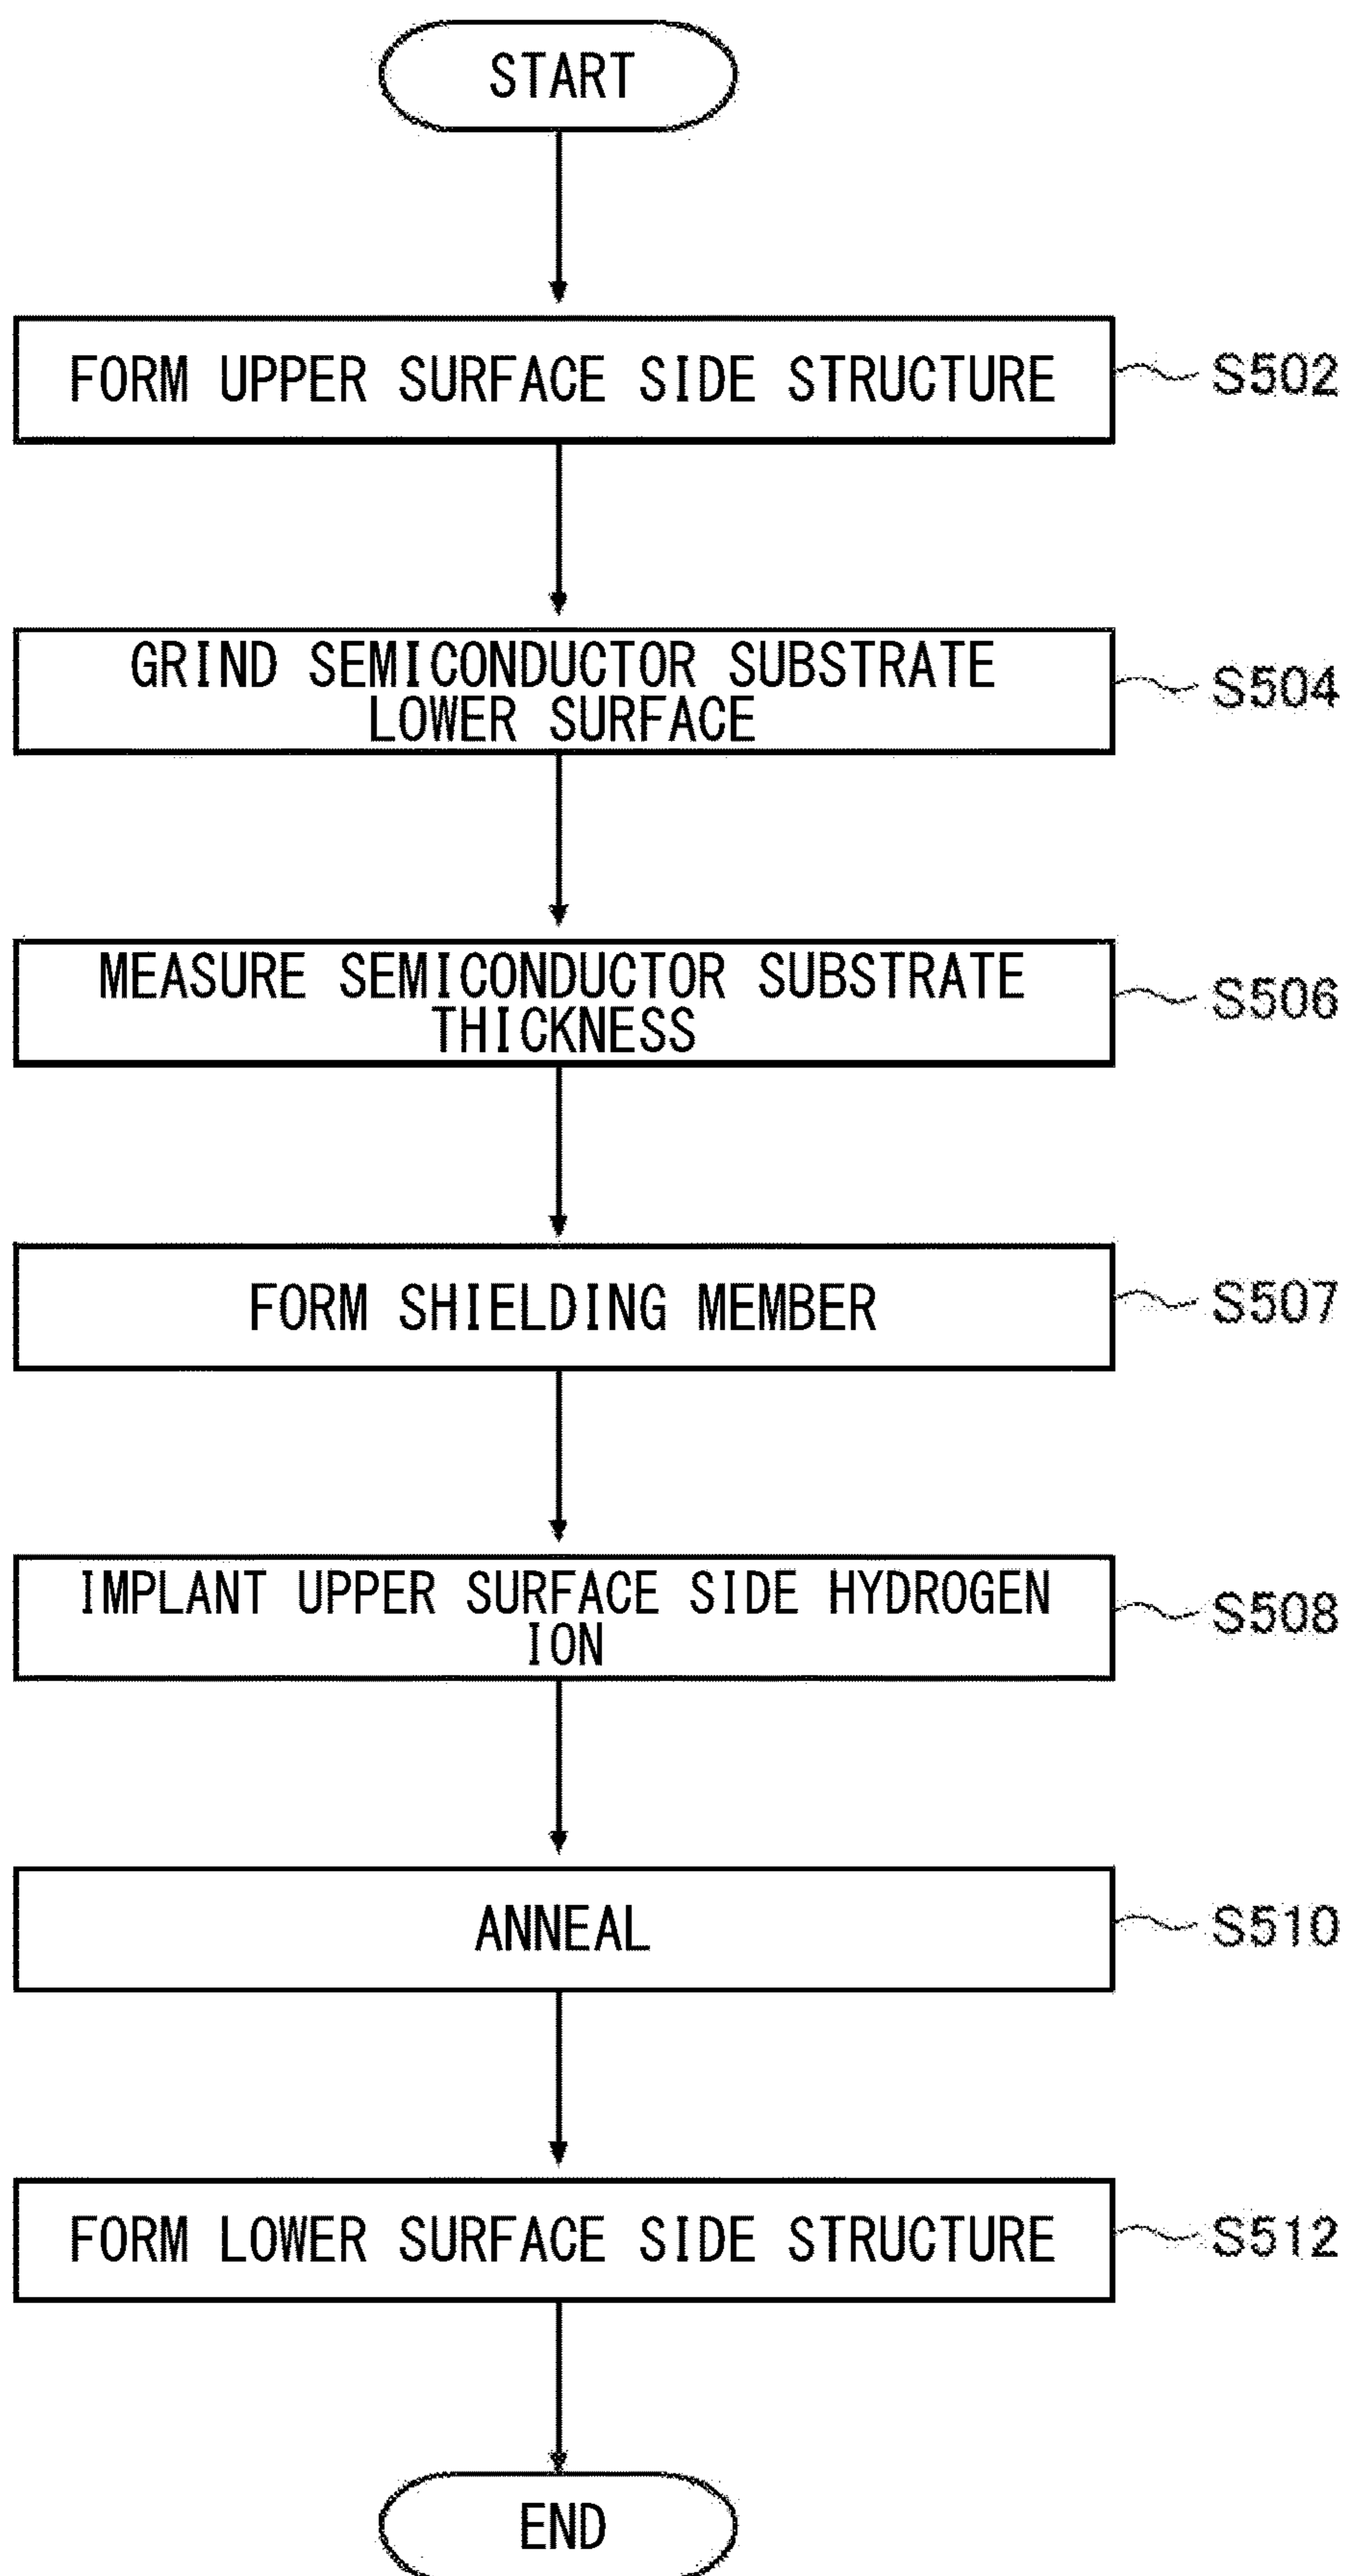 START
FORM UPPER SURFACE SIDE STRUCTURE
S502
GRIND SEMICONDUCTOR SUBSTRATE
LOWER SURFACE
S504
MEASURE SEMICONDUCTOR SUBSTRATE
THICKNESS
S506
FORM SHIELDING MEMBER
S507
IMPLANT UPPER SURFACE SIDE HYDROGEN
ION
S508
ANNEAL
S510
FORM LOWER SURFACE SIDE STRUCTURE
S512
END